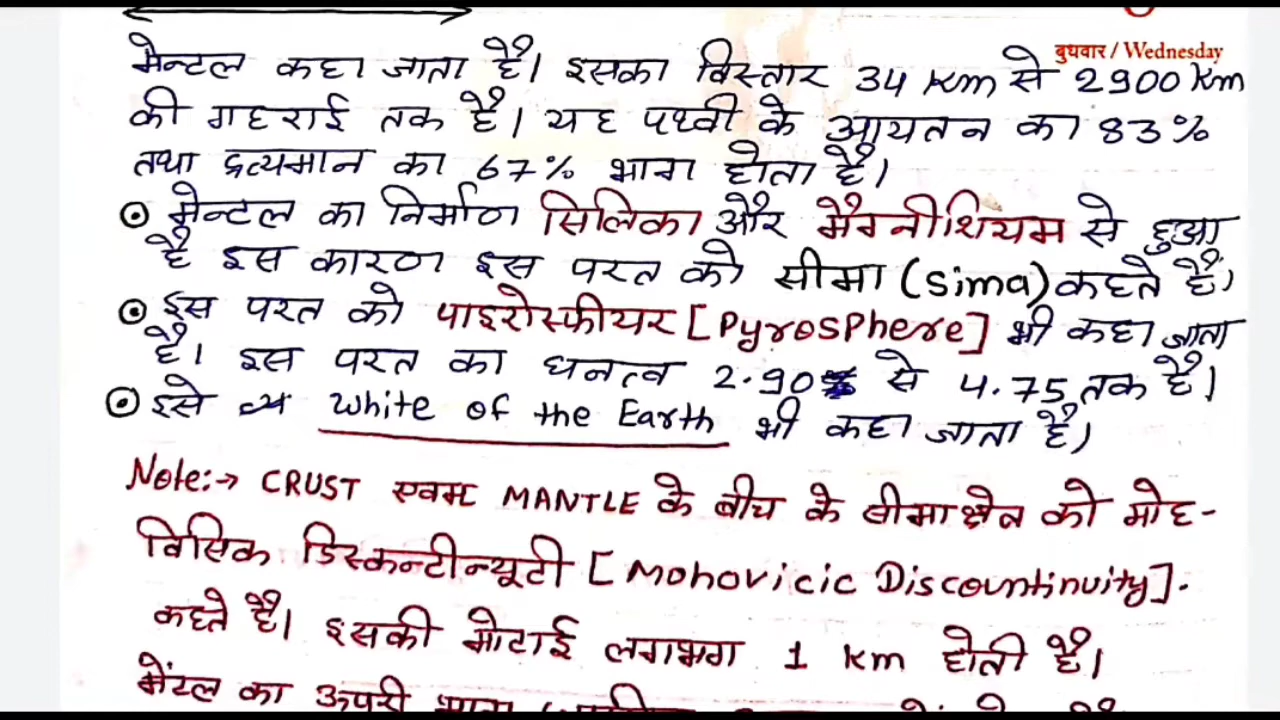 बुधवार / Wednesday
मेन्टल कहा जाता है। इसका विस्तार 34 km से 2900 km
की गहराई तक है। यह पृथ्वी के आयतन का 83%
तथा द्रव्यमान का 67% भाग होता है।
मेन्टल का निर्माण सिलिका और मैग्नीशियम से हुआ
है इस कारण इस परत को सीमा (Sima) कहते है।
इस परत को पाइरोस्फीयर [Pyrosphere] भी कहा जाता
है। इस परत का घनत्व 2.90 से 4.75 तक है।
इसे White of the Earth भी कहा जाता है।
Note:→ CRUST एवम MANTLE के बीच के सीमा क्षेत्र को मोह-
विसिक डिस्कन्टीन्यूटी [Mohovicic Discountinuity].
कहते है। इसकी मोटाई लगभग 1 km होती है।
मेंटल का ऊपरी भाग